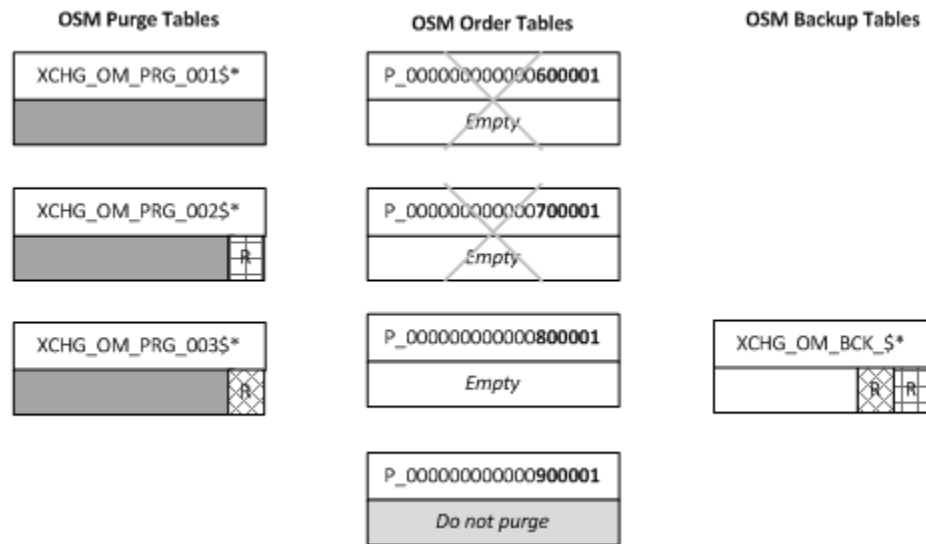 OSM Purge Tables
OSM Order Tables
OSM Backup Tables
XCHG_OM_PRG_001$*
P_000000000000600001
Empty
XCHG_OM_PRG_002$*
R
P_000000000000700001
Empty
XCHG_OM_PRG_003$*
R
P_000000000000800001
Empty
XCHG_OM_BCK_$*
R R
P_000000000000900001
Do not purge